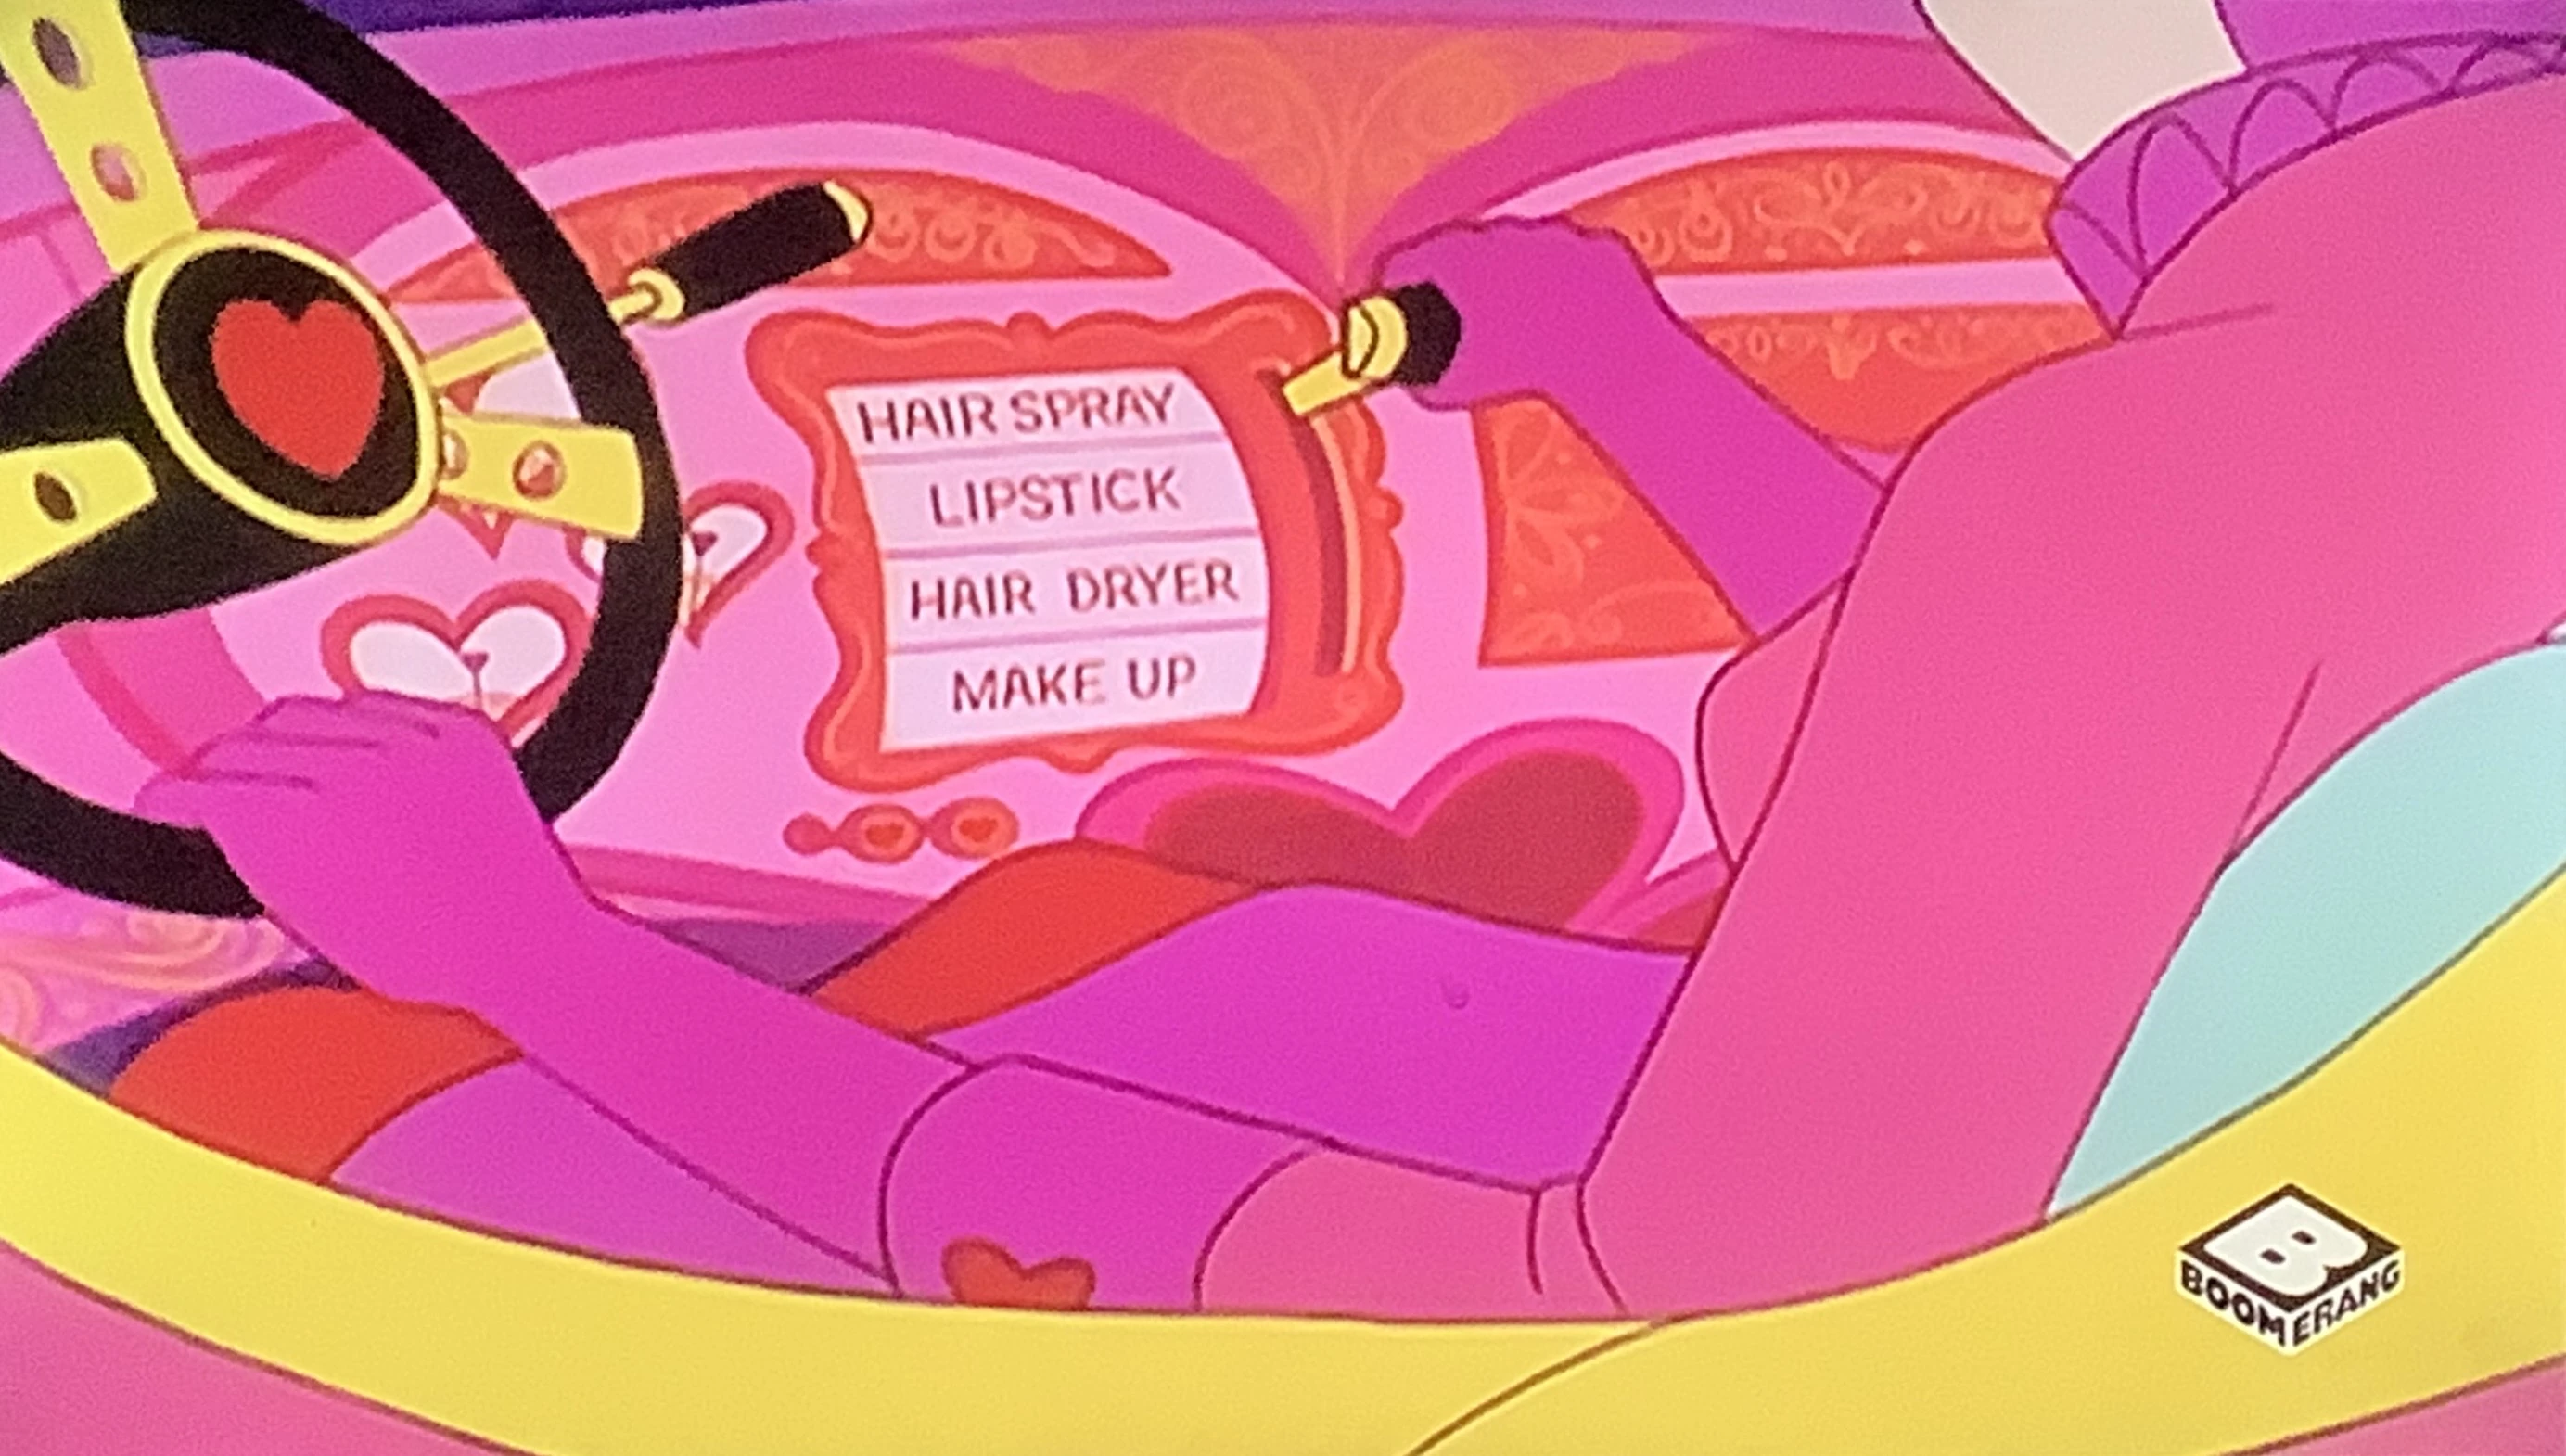 HAIR SPRAY
LIPSTICK
HAIR DRYER
MAKE UP
B
BOOMERANG